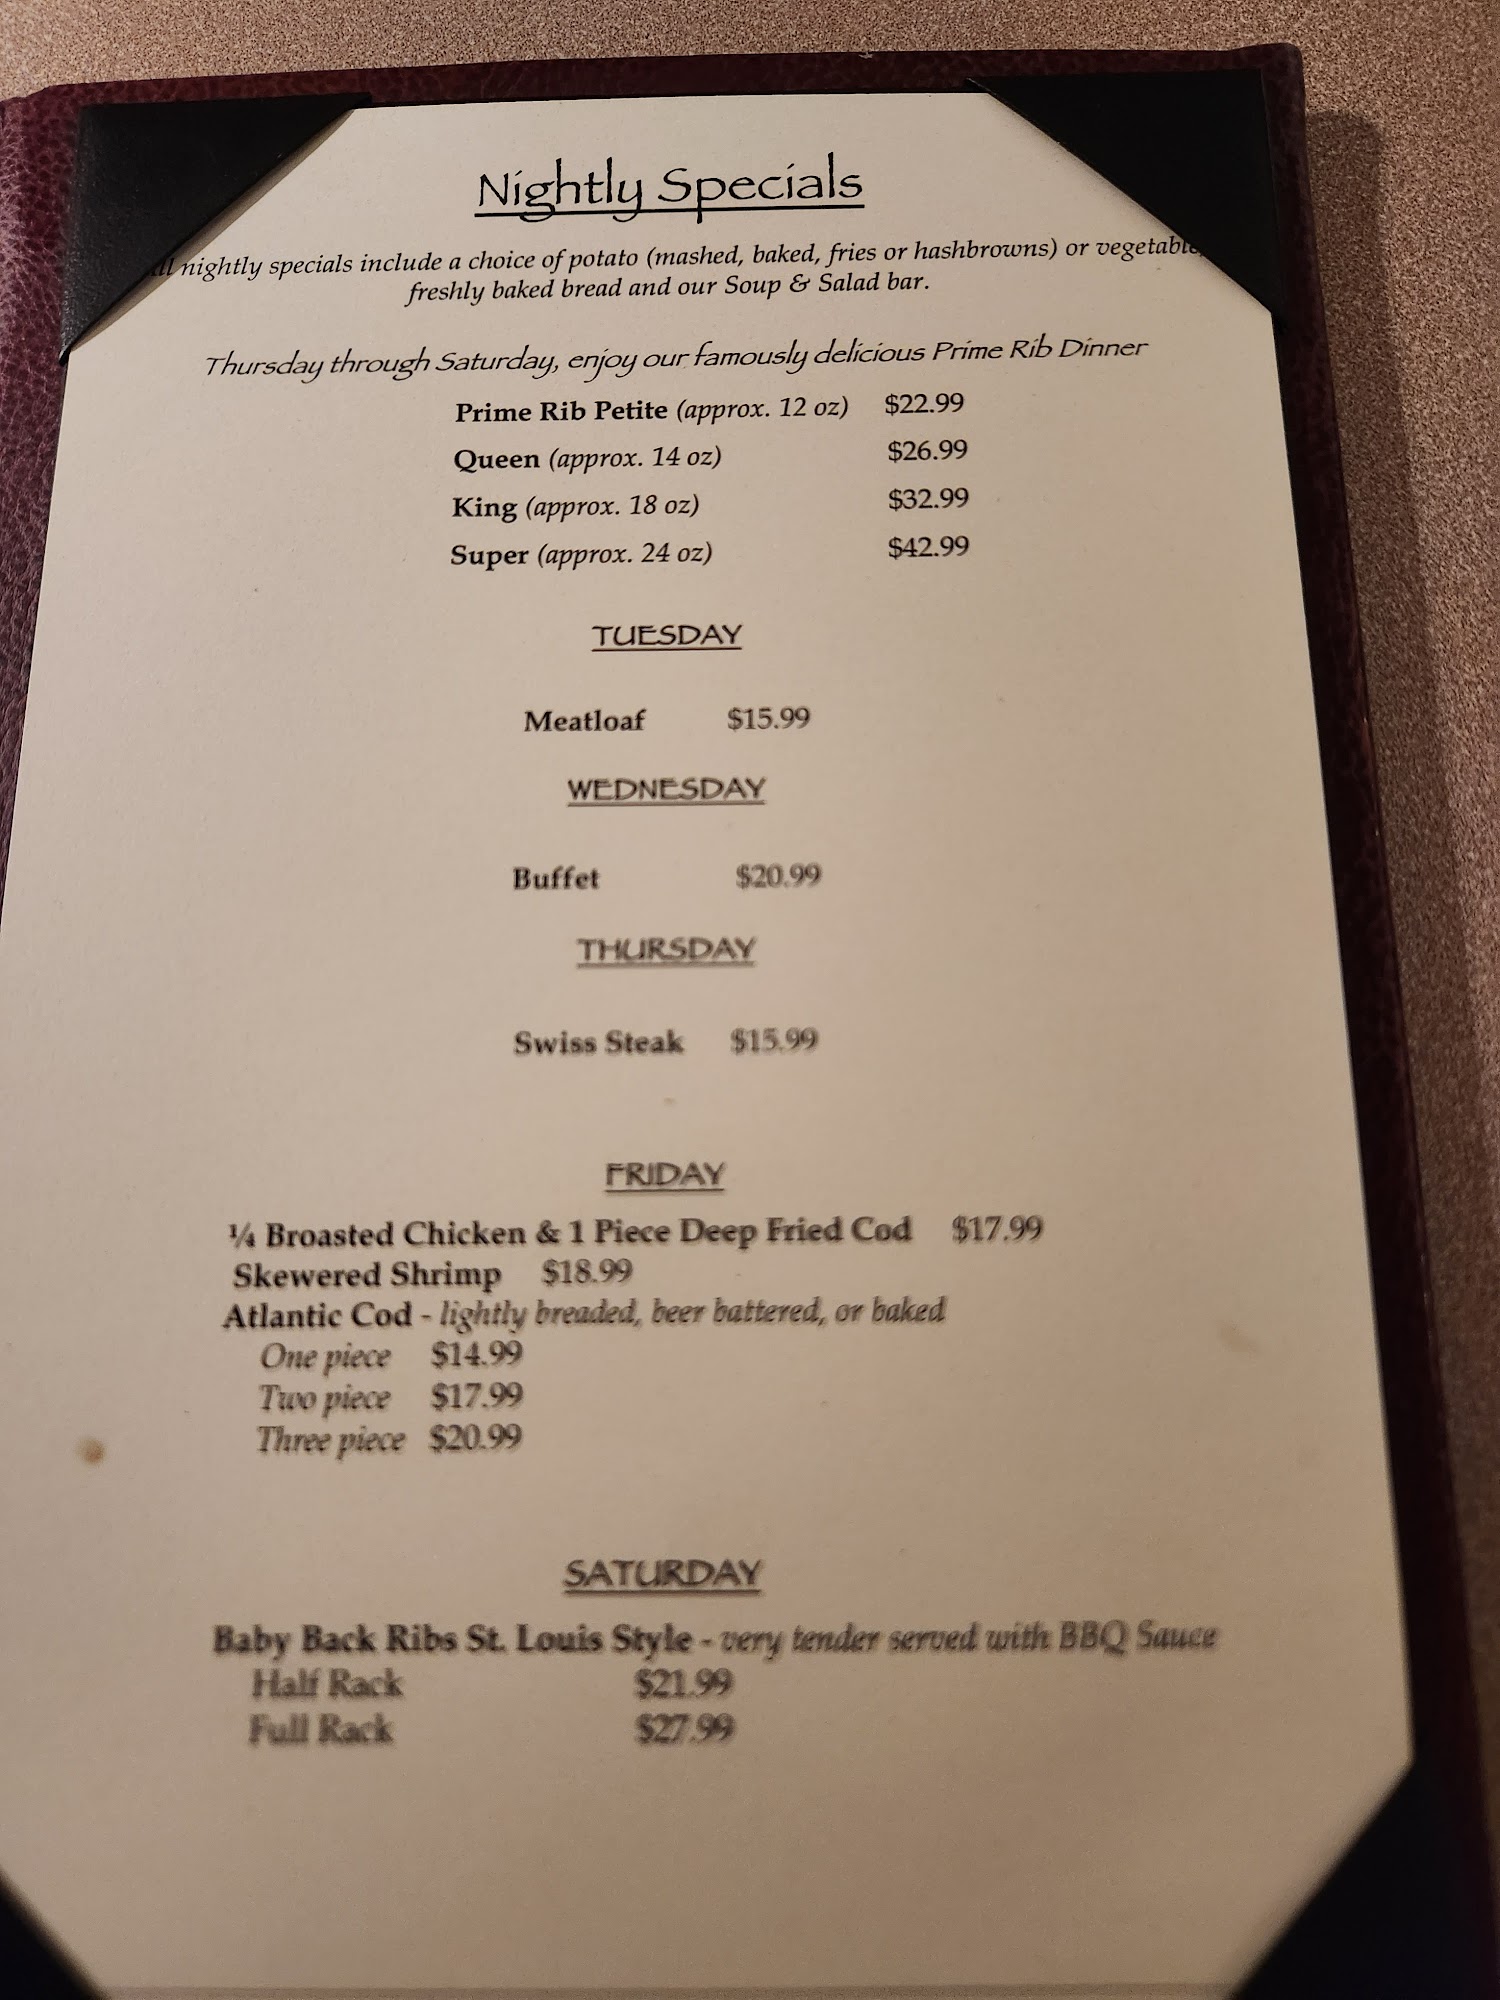 Nightly Specials
nightly specials include a choice of potato (mashed, baked, fries or hashbrowns) or vegetable,
freshly baked bread and our Soup & Salad bar.
Thursday through Saturday, enjoy our famously delicious Prime Rib Dinner
Prime Rib Petite (approx. 12 oz) $22.99
Queen (approx. 14 oz) $26.99
King (approx. 18 oz) $32.99
Super (approx. 24 oz) $42.99
TUESDAY
Meatloaf $15.99
WEDNESDAY
Buffet $20.99
THURSDAY
Swiss Steak $15.99
FRIDAY
¼ Broasted Chicken & 1 Piece Deep Fried Cod $17.99
Skewered Shrimp $18.99
Atlantic Cod - lightly breaded, beer battered, or baked
One piece $14.99
Two piece $17.99
Three piece $20.99
SATURDAY
Baby Back Ribs St. Louis Style - very tender served with BBQ Sauce
Half Rack $21.99
Full Rack $27.99